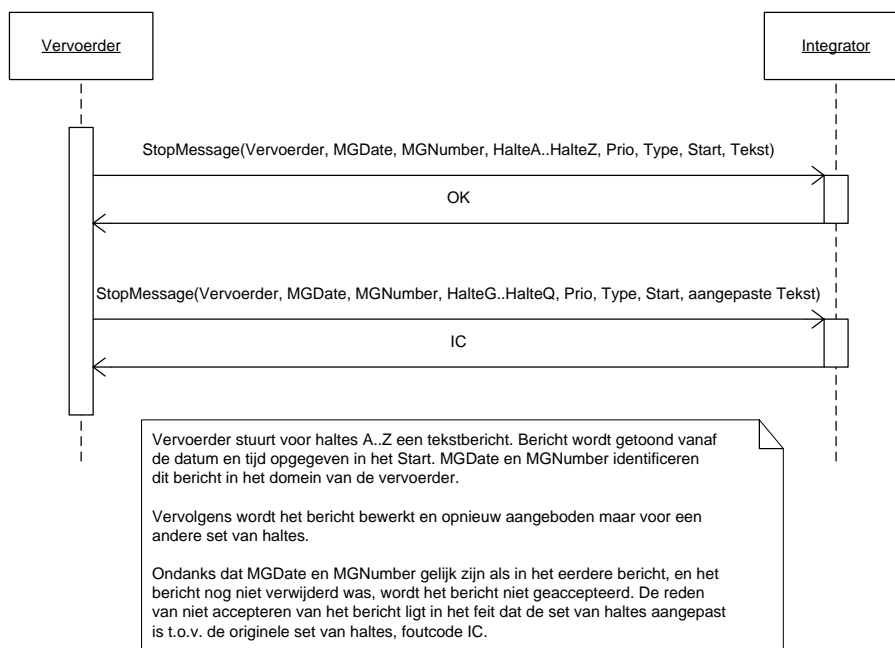 Vervoerder
Integrator
StopMessage(Vervoerder, MGDate, MGNumber, HalteA..HalteZ, Prio, Type, Start, Tekst)
OK
StopMessage(Vervoerder, MGDate, MGNumber, HalteG..HalteQ, Prio, Type, Start, aangepaste Tekst)
IC
Vervoerder stuurt voor haltes A..Z een tekstbericht. Bericht wordt getoond vanaf
de datum en tijd opgegeven in het Start. MGDate en MGNumber identificeren
dit bericht in het domein van de vervoerder.
Vervolgens wordt het bericht bewerkt en opnieuw aangeboden maar voor een
andere set van haltes.
Ondanks dat MGDate en MGNumber gelijk zijn als in het eerdere bericht, en het
bericht nog niet verwijderd was, wordt het bericht niet geaccepteerd. De reden
van niet accepteren van het bericht ligt in het feit dat de set van haltes aangepast
is t.o.v. de originele set van haltes, foutcode IC.